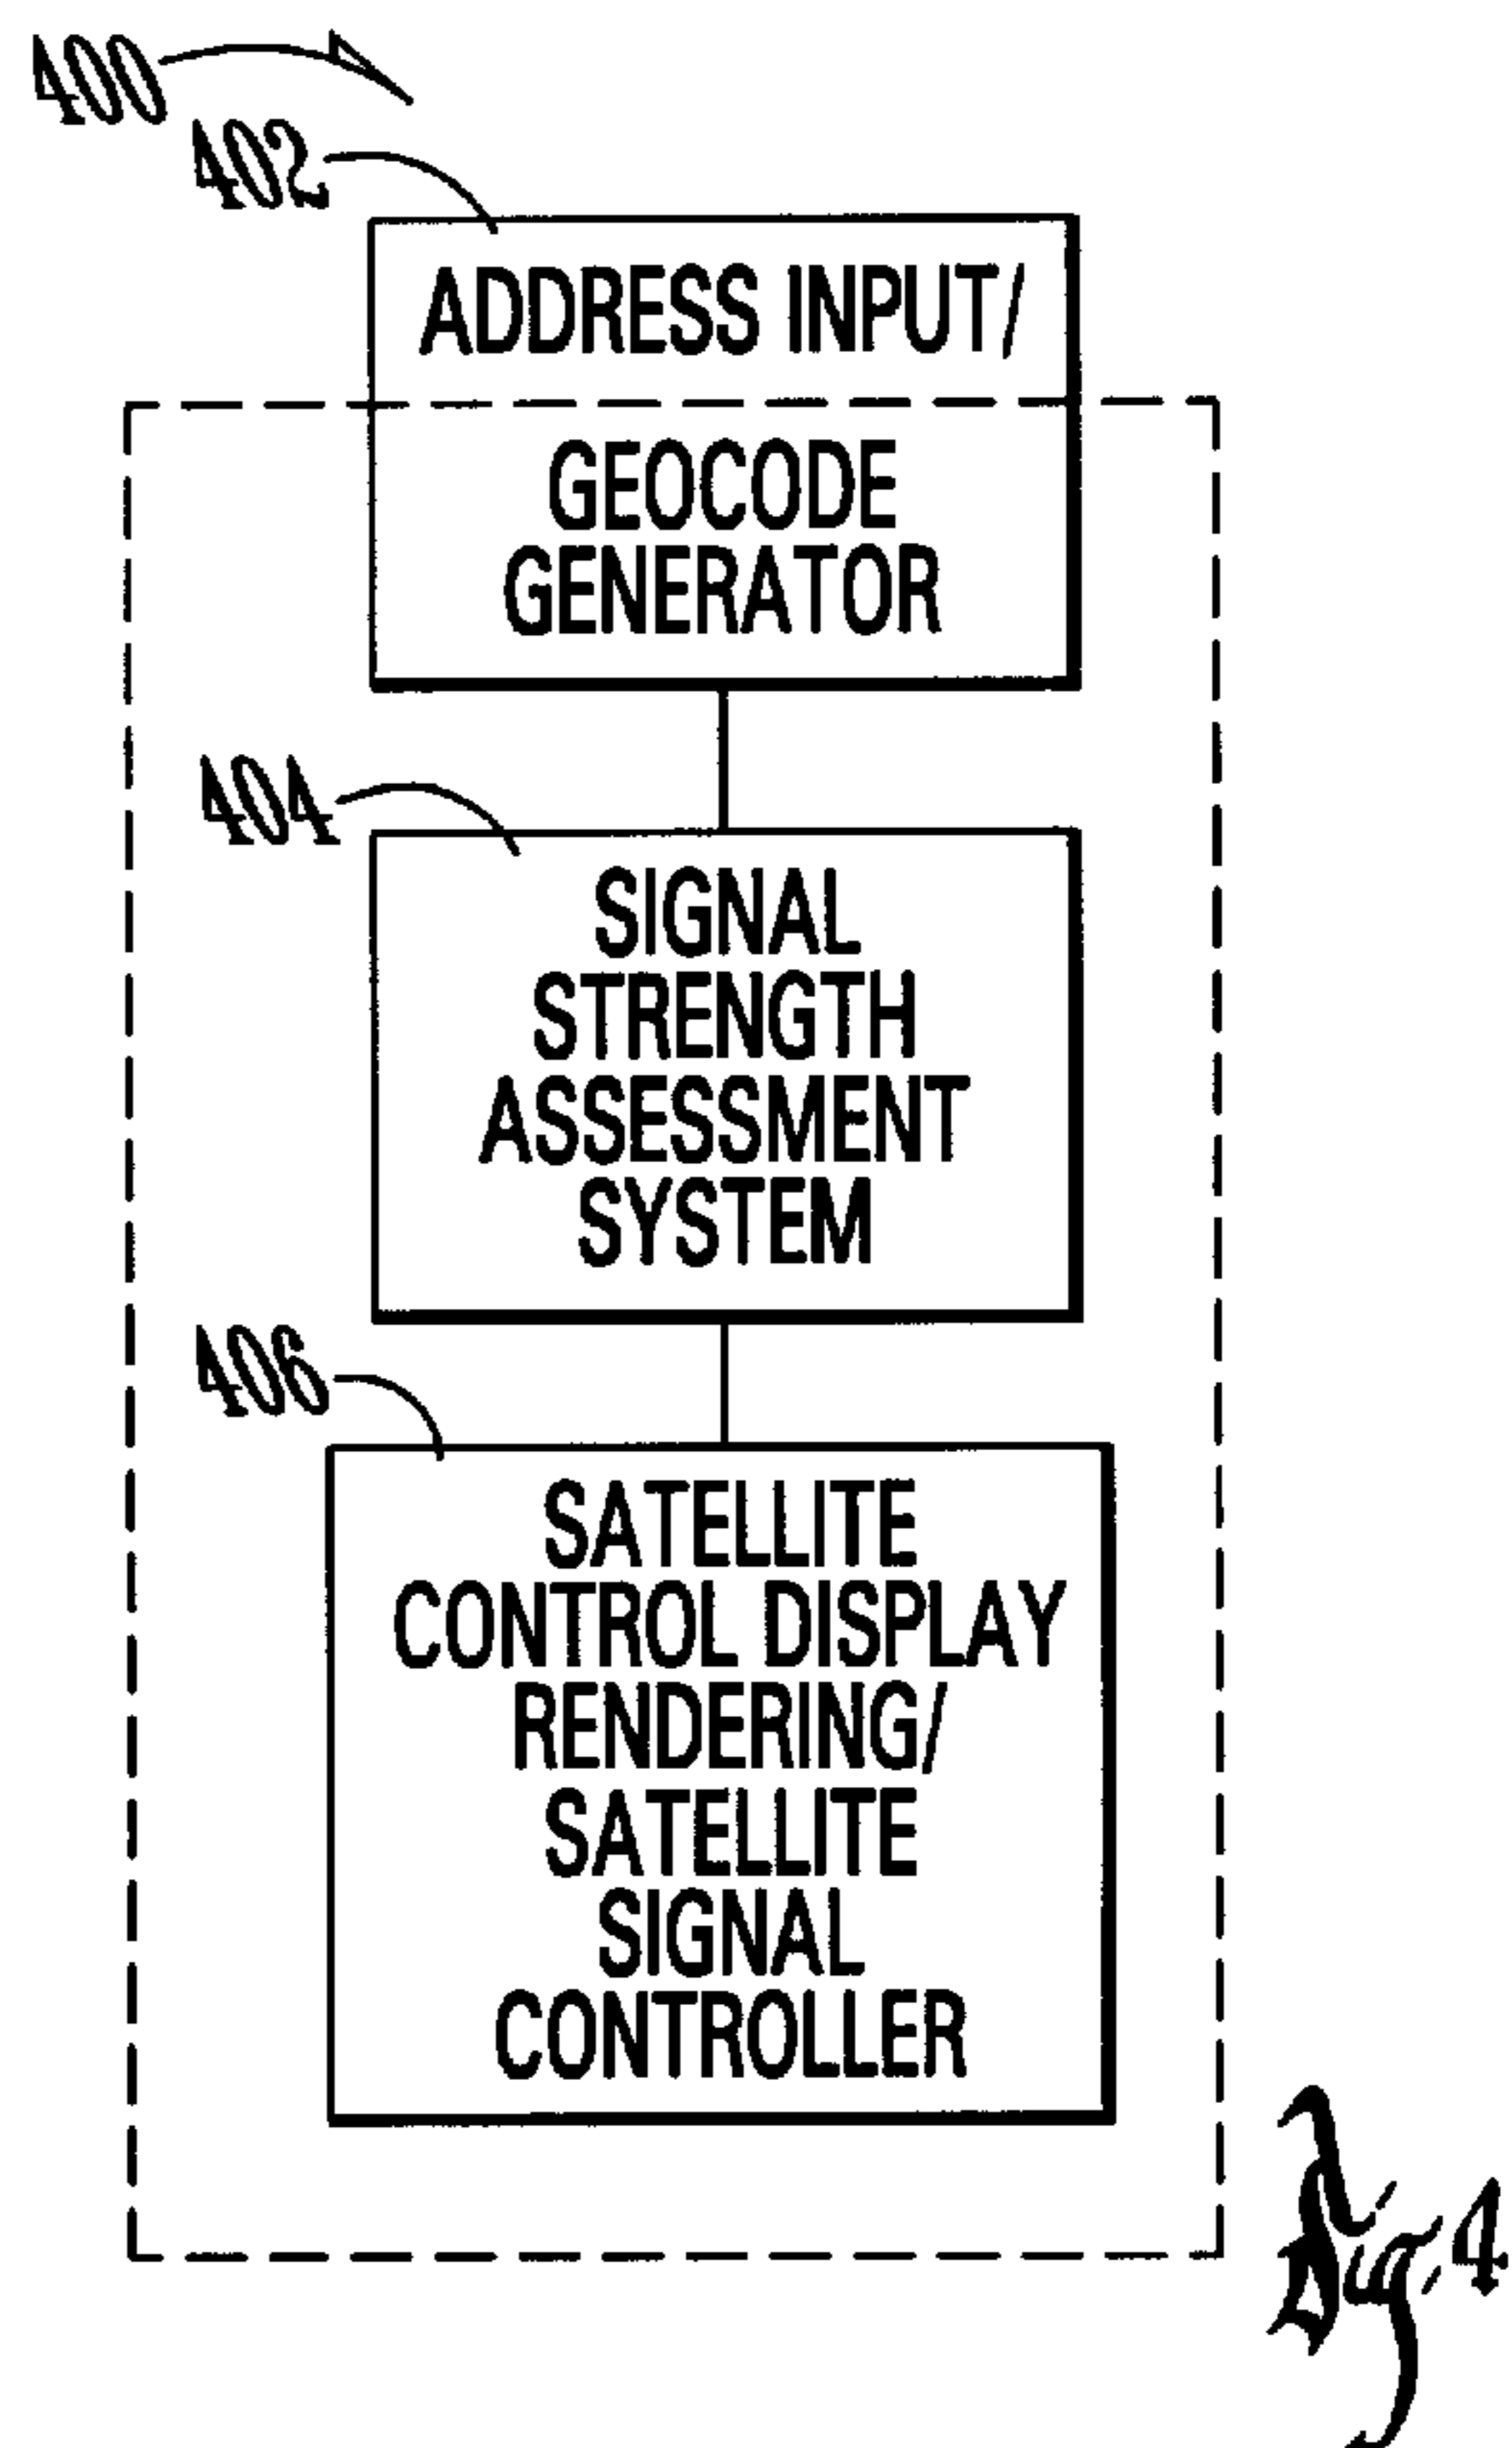 400
402
ADDRESS INPUT/
GEOCODE
GENERATOR
404
SIGNAL
STRENGTH
ASSESSMENT
SYSTEM
406
SATELLITE
CONTROL DISPLAY
RENDERING/
SATELLITE
SIGNAL
CONTROLLER
Fig. 4